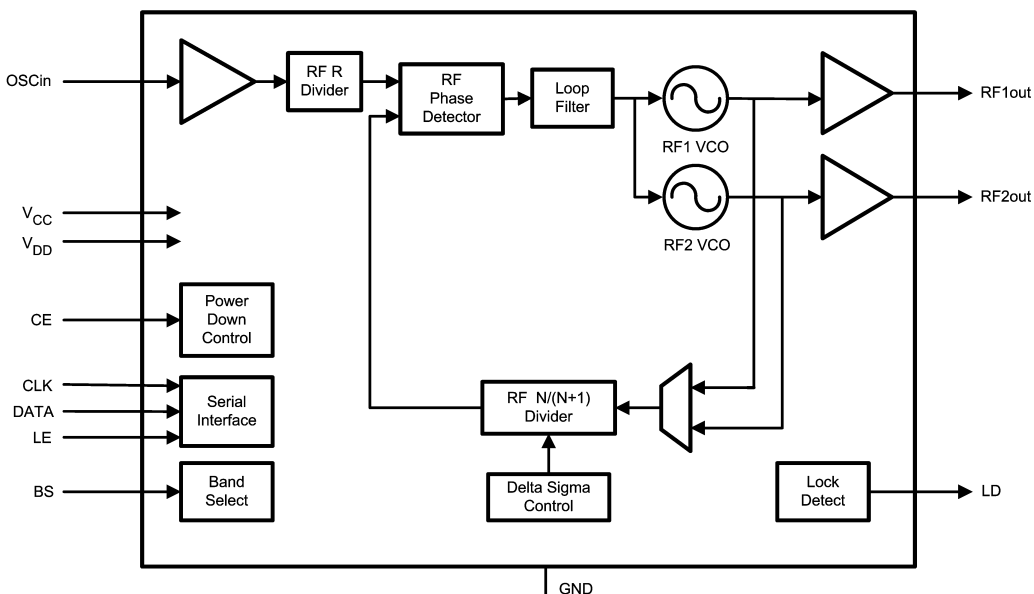 OSCin
RF R
Divider
RF
Phase
Detector
Loop
Filter
RF1 VCO
RF1out
RF2 VCO
RF2out
VCC
VDD
CE
Power
Down
Control
CLK
DATA
LE
Serial
Interface
BS
Band
Select
RF N/(N+1)
Divider
Delta Sigma
Control
Lock
Detect
LD
GND